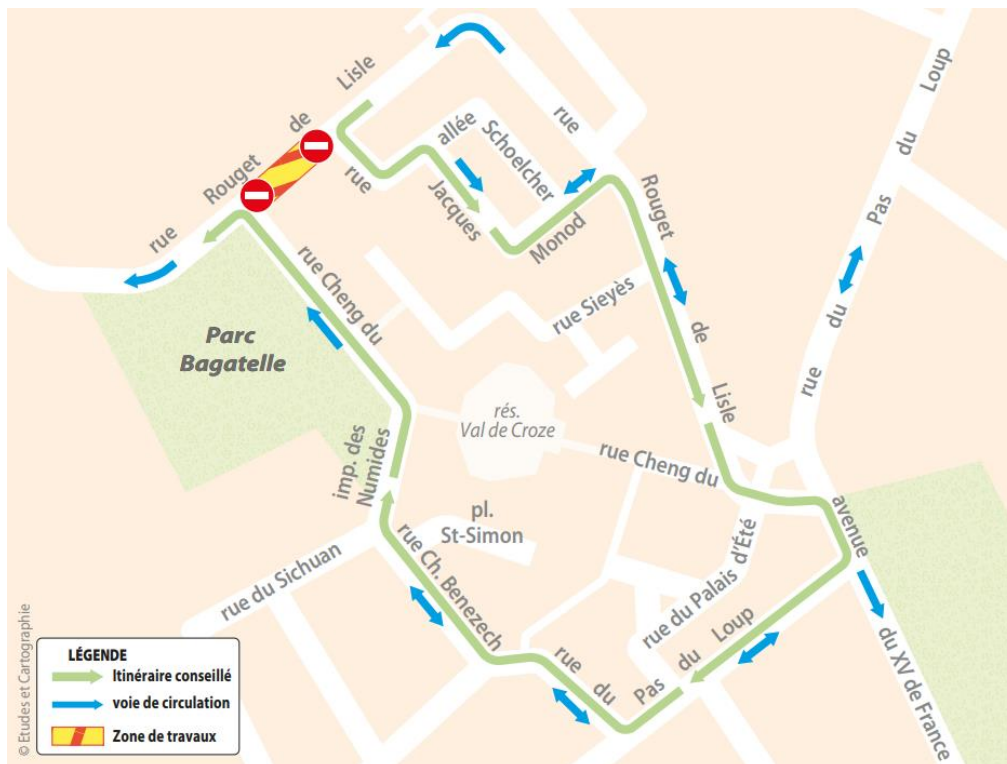 rue Rouget de Lisle
rue Jacques Monod
allée Schoelcher
rue Rouget de Lisle
rue du Pas du Loup
rue Cheng du
rue Sieyès
Parc
Bagatelle
rés.
Val de Croze
imp. des
Numides
rue Cheng du
pl.
St-Simon
avenue du XV de France
rue du Sichuan
rue Ch. Benezech
rue du Palais d'Été
rue du Pas du Loup
© Etudes et Cartographie
LÉGENDE
Itinéraire conseillé
voie de circulation
Zone de travaux